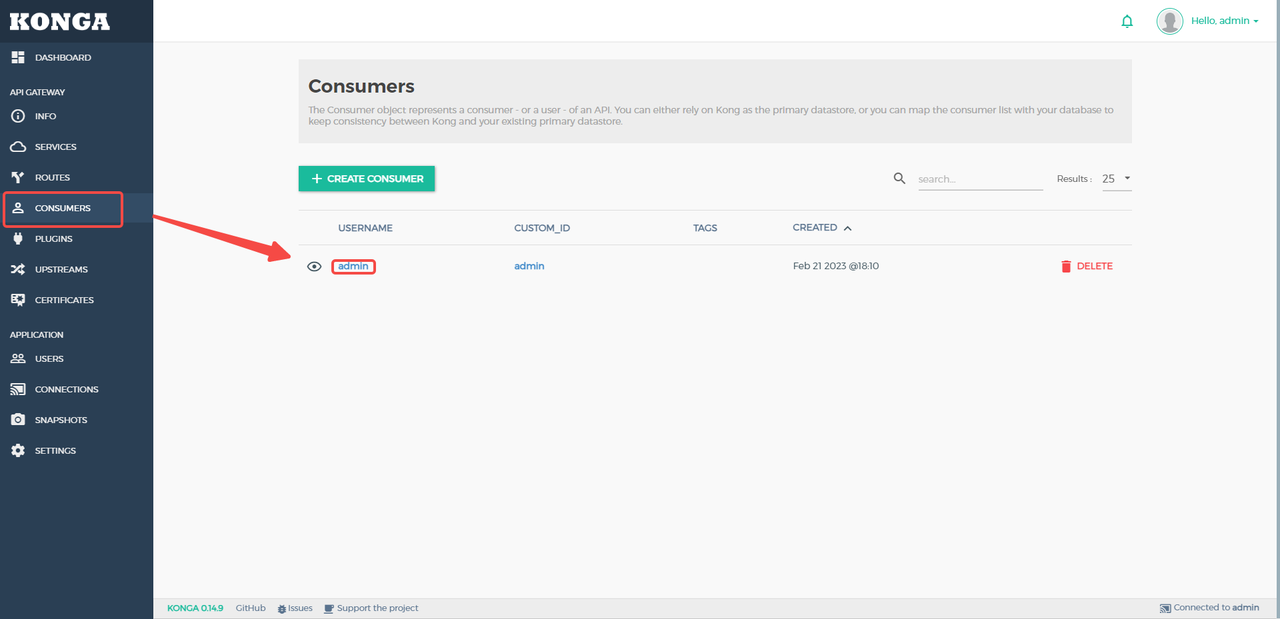 KONGA
Hello, admin
DASHBOARD
API GATEWAY
INFO
SERVICES
ROUTES
CONSUMERS
PLUGINS
UPSTREAMS
CERTIFICATES
APPLICATION
USERS
CONNECTIONS
SNAPSHOTS
SETTINGS
Consumers
The Consumer object represents a consumer - or a user - of an API. You can either rely on Kong as the primary datastore, or you can map the consumer list with your database to
keep consistency between Kong and your existing primary datastore.
CREATE CONSUMER
search...
Results :
25
USERNAME CUSTOM_ID TAGS CREATED
admin admin Feb 21 2023 @18:10 DELETE
KONGA 0.14.9 GitHub Issues Support the project Connected to admin